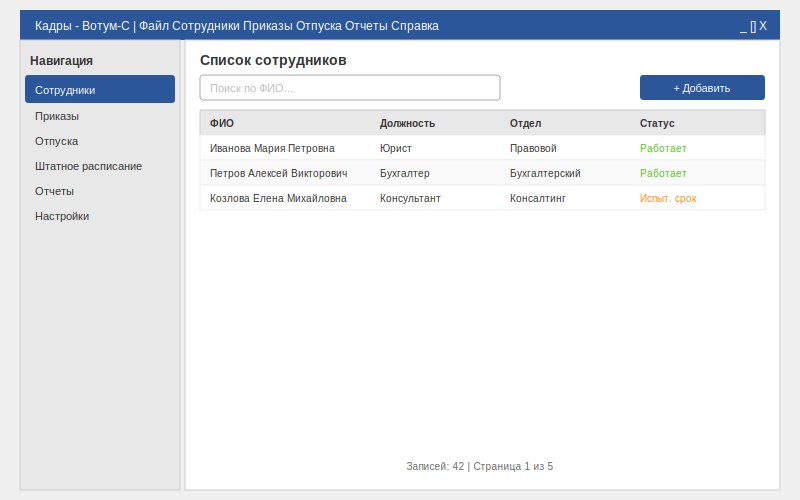 Кадры - Вотум-С | Файл Сотрудники Приказы Отпуска Отчеты Справка _ [] X
Навигация
Сотрудники
Приказы
Отпуска
Штатное расписание
Отчеты
Настройки
Список сотрудников
Поиск по ФИО...
+ Добавить
ФИО Должность Отдел Статус
Иванова Мария Петровна Юрист Правовой Работает
Петров Алексей Викторович Бухгалтер Бухгалтерский Работает
Козлова Елена Михайловна Консультант Консалтинг Испыт. срок
Записей: 42 | Страница 1 из 5